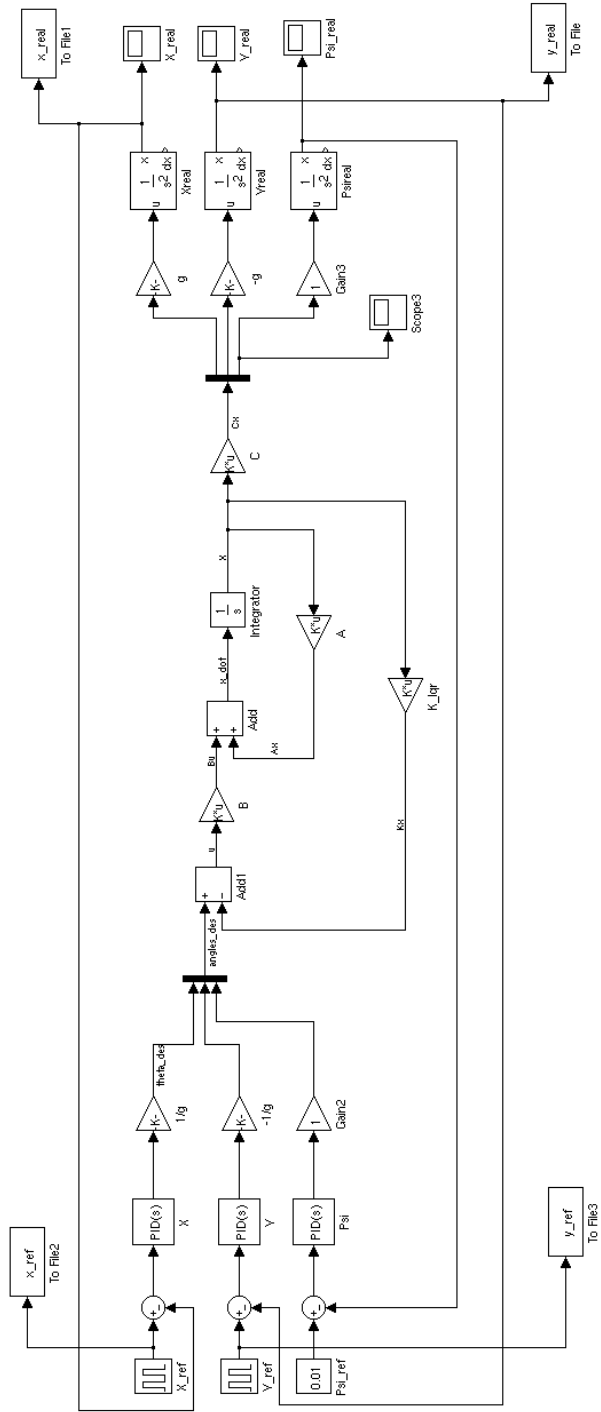 x_ref
To File2
X_ref
+
-
PID(s)
X
-K-
1/g
theta_des
Y_ref
+
-
PID(s)
Y
-K-
-1/g
0.01
Psi_ref
+
-
PID(s)
Psi
1
Gain2
y_ref
To File3
angles_des
+
-
Add1
u
K*u
B
Bu
+
+
Add
x_dot
1
s
Integrator
x
K*u
A
Ax
K*u
K_lqr
Kx
K*u
C
Cx
-K-
g
-K-
-g
1
Gain3
Scope3
u
1
s2
x
dx
Xreal
u
1
s2
x
dx
Yreal
u
1
s2
x
dx
Psireal
x_real
To File1
X_real
Y_real
Psi_real
y_real
To File